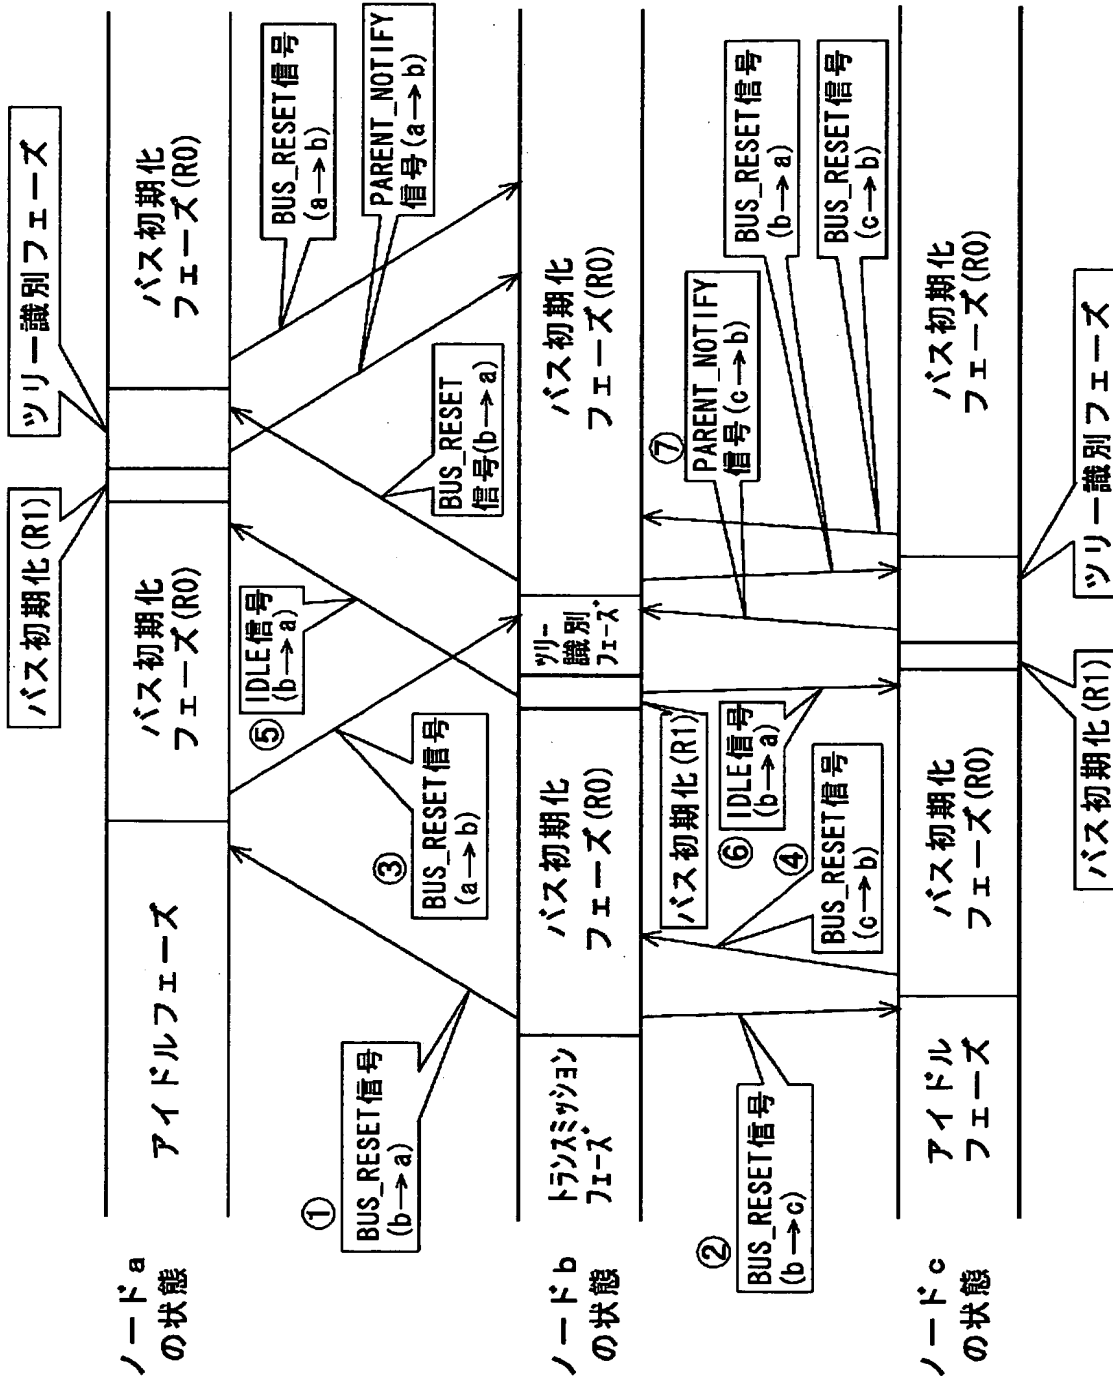 ノードa
の状態
アイドルフェーズ
バス初期化
フェーズ(R0)
バス初期化(R1)
ツリー識別フェーズ
バス初期化
フェーズ(R0)
①
BUS_RESET信号
(b→a)
③
BUS_RESET信号
(a→b)
⑤
IDLE信号
(b→a)
BUS_RESET
信号(b→a)
BUS_RESET信号
(a→b)
PARENT_NOTIFY
信号(a→b)
ノードb
の状態
トランスミッション
フェーズ
バス初期化
フェーズ(R0)
バス初期化(R1)
ツリー
識別
フェーズ
バス初期化
フェーズ(R0)
②
BUS_RESET信号
(b→c)
④
BUS_RESET信号
(c→b)
⑥
IDLE信号
(b→a)
⑦
PARENT_NOTIFY
信号(c→b)
BUS_RESET信号
(b→a)
BUS_RESET信号
(c→b)
ノードc
の状態
アイドル
フェーズ
バス初期化
フェーズ(R0)
バス初期化(R1)
ツリー識別フェーズ
バス初期化
フェーズ(R0)